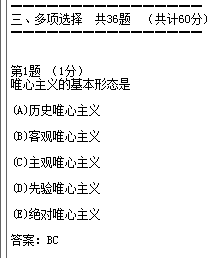 三、多项选择　共36题　（共计60分）
第1题 （1分）
唯心主义的基本形态是
(A)历史唯心主义
(B)客观唯心主义
(C)主观唯心主义
(D)先验唯心主义
(E)绝对唯心主义
答案：BC